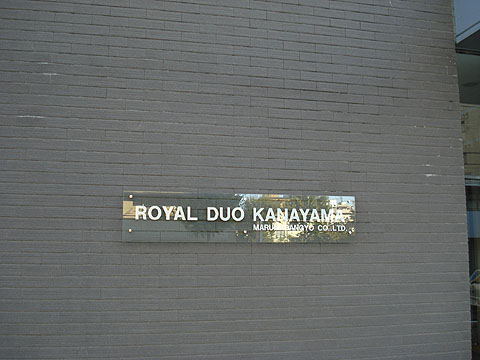 ROYAL DUO KANAYAMA
CO. LTD.